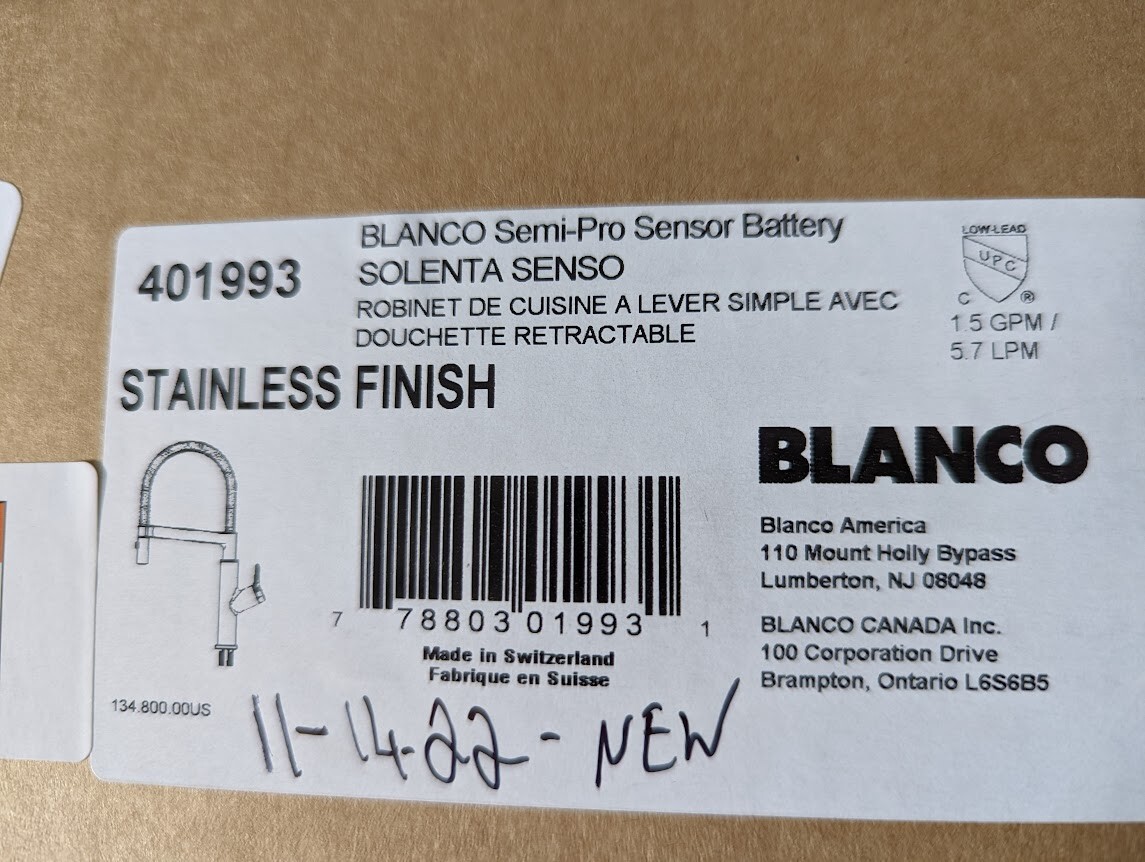 401993
BLANCO Semi-Pro Sensor Battery
SOLENTA SENSO
ROBINET DE CUISINE A LEVER SIMPLE AVEC
DOUCHETTE RETRACTABLE
LOW-LEAD
UPC
C ®
1.5 GPM /
5.7 LPM
STAINLESS FINISH
BLANCO
Blanco America
110 Mount Holly Bypass
Lumberton, NJ 08048
7 78803 01993 1
Made in Switzerland
Fabrique en Suisse
BLANCO CANADA Inc.
100 Corporation Drive
Brampton, Ontario L6S6B5
134.800.00US
11-14-22 - NEW